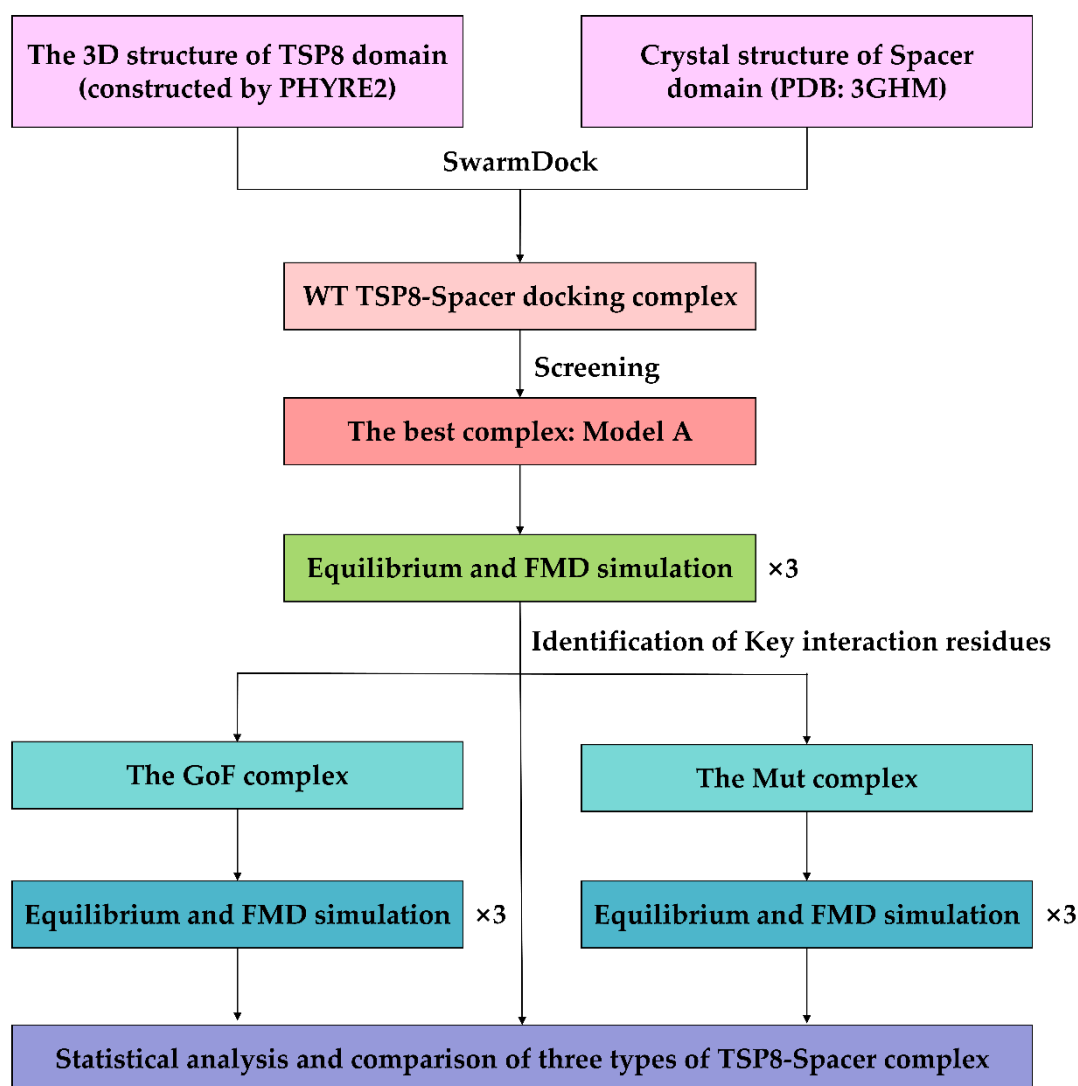 The 3D structure of TSP8 domain
(constructed by PHYRE2)
Crystal structure of Spacer
domain (PDB: 3GHM)
SwarmDock
WT TSP8-Spacer docking complex
Screening
The best complex: Model A
Equilibrium and FMD simulation ×3
Identification of Key interaction residues
The GoF complex
The Mut complex
Equilibrium and FMD simulation ×3
Equilibrium and FMD simulation ×3
Statistical analysis and comparison of three types of TSP8-Spacer complex